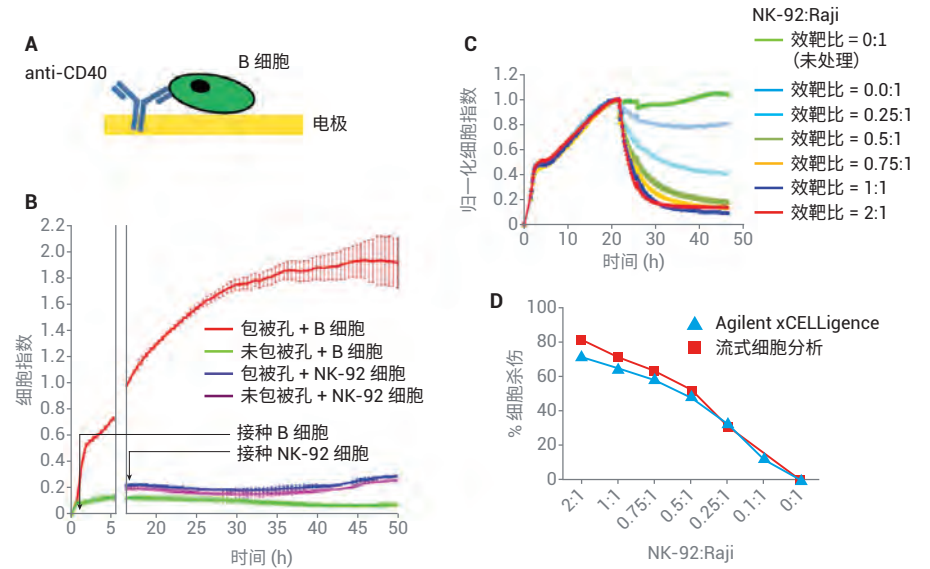 A
anti-CD40
B 细胞
电极
B
细胞指数
2.2
2.0
1.8
1.6
1.4
1.2
1.0
0.8
0.6
0.4
0.2
0
包被孔 + B 细胞
未包被孔 + B 细胞
包被孔 + NK-92 细胞
未包被孔 + NK-92 细胞
接种 B 细胞
接种 NK-92 细胞
0 5 20 25 30 35 40 45 50
时间 (h)
C
归一化细胞指数
1.2
1.0
0.8
0.6
0.4
0.2
0
0 10 20 30 40 50
时间 (h)
NK-92:Raji
效靶比 = 0:1
（未处理）
效靶比 = 0.0:1
效靶比 = 0.25:1
效靶比 = 0.5:1
效靶比 = 0.75:1
效靶比 = 1:1
效靶比 = 2:1
D
% 细胞杀伤
100
80
60
40
20
0
Agilent xCELLigence
流式细胞分析
2:1 1:1 0.75:1 0.5:1 0.25:1 0.1:1 0:1
NK-92:Raji